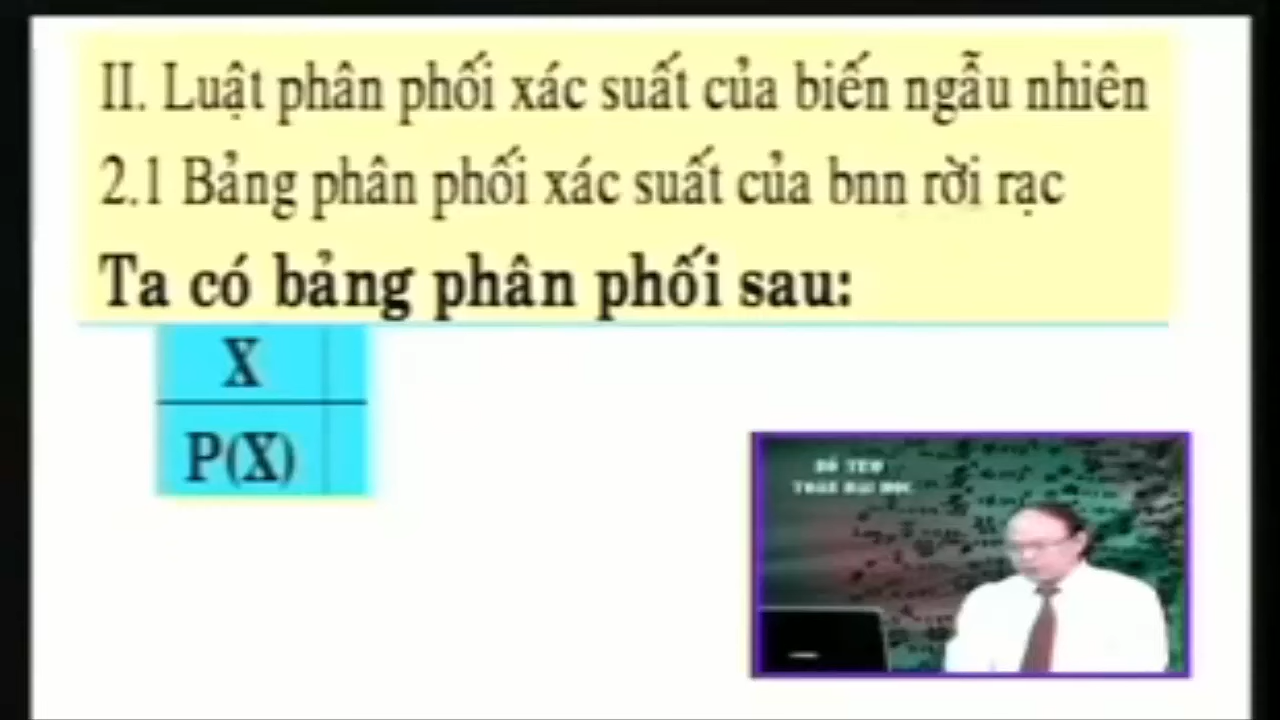 II. Luật phân phối xác suất của biến ngẫu nhiên
2.1 Bảng phân phối xác suất của bnn rời rạc
Ta có bảng phân phối sau:
X
P(X)